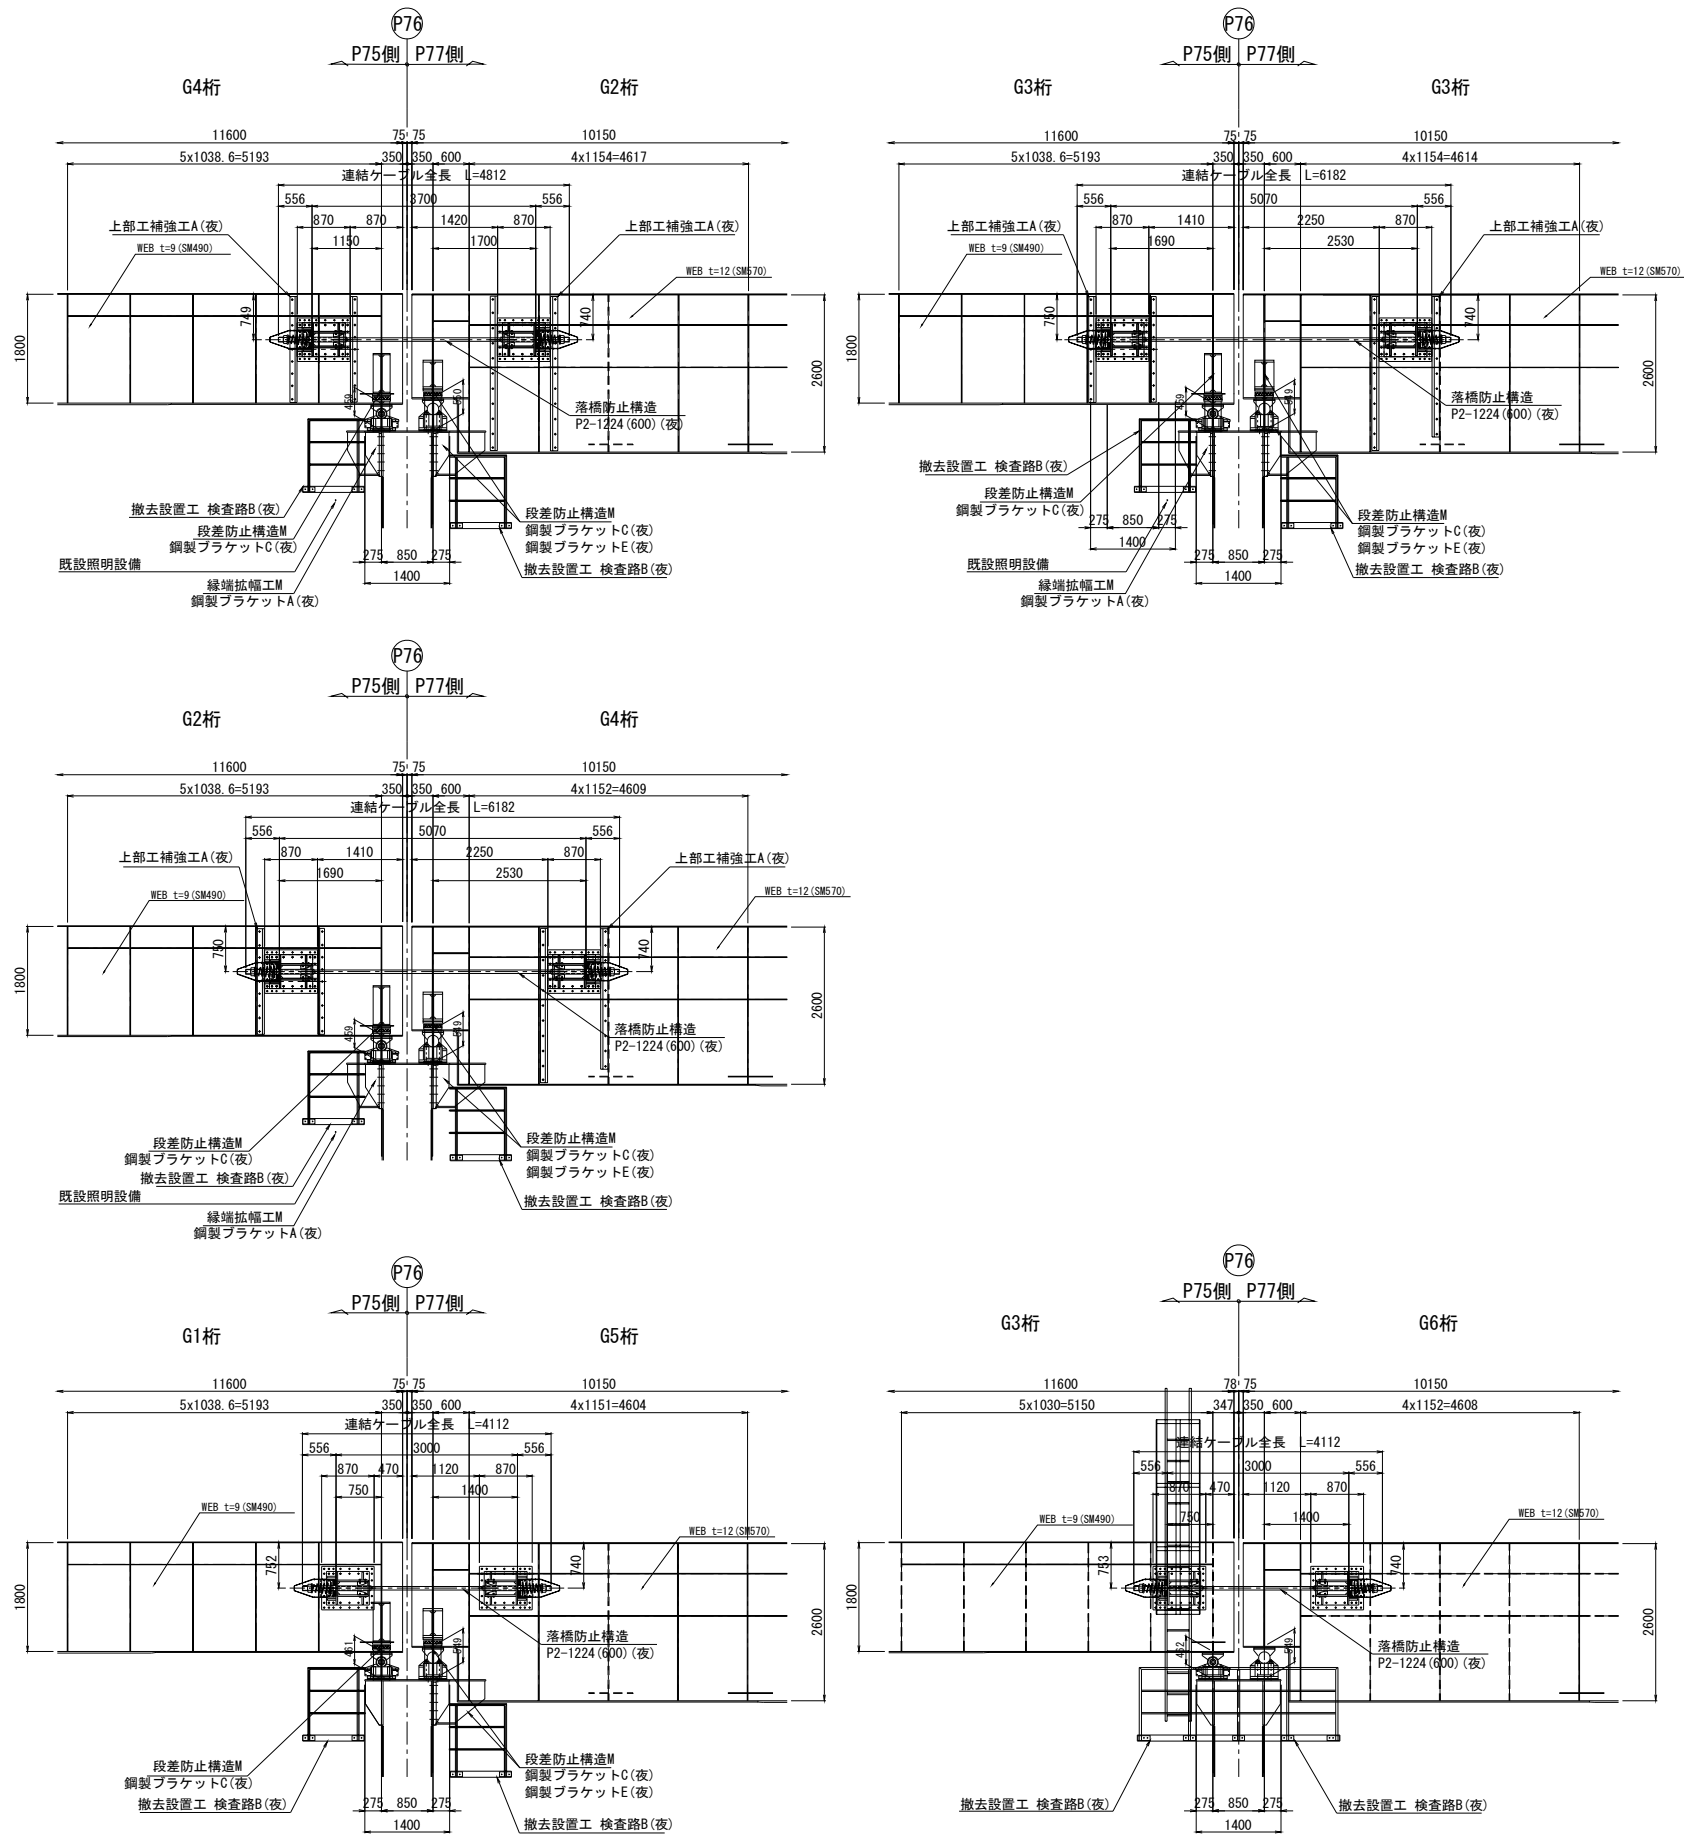 P76
P75側 P77側
G4桁 G2桁
11600 75 75 10150
5x1038.6=5193 350 350 600 4x1154=4617
連結ケーブル全長 L=4812
556 3700 556
870 870 1420 870
上部工補強工A(夜) 1150 1700 上部工補強工A(夜)
WEB t=9(SM490) WEB t=12(SM570)
1800 749 740 2600
459
落橋防止構造
P2-1224(600)(夜)
撤去設置工 検査路B(夜)
段差防止構造M
鋼製ブラケットC(夜)
段差防止構造M
鋼製ブラケットC(夜)
鋼製ブラケットE(夜)
既設照明設備
275 850 275
撤去設置工 検査路B(夜)
1400
縁端拡幅工M
鋼製ブラケットA(夜)
P76
P75側 P77側
G3桁 G3桁
11600 75 75 10150
5x1038.6=5193 350 350 600 4x1154=4614
連結ケーブル全長 L=6182
556 5070 556
870 1410 2250 870
上部工補強工A(夜) 1690 2530 上部工補強工A(夜)
WEB t=9(SM490) WEB t=12(SM570)
1800 750 740 2600
459 549
落橋防止構造
P2-1224(600)(夜)
撤去設置工 検査路B(夜)
段差防止構造M
鋼製ブラケットC(夜)
275 850 275
1400
段差防止構造M
鋼製ブラケットC(夜)
鋼製ブラケットE(夜)
既設照明設備
275 850 275
撤去設置工 検査路B(夜)
1400
縁端拡幅工M
鋼製ブラケットA(夜)
P76
P75側 P77側
G2桁 G4桁
11600 75 75 10150
5x1038.6=5193 350 350 600 4x1152=4609
連結ケーブル全長 L=6182
556 5070 556
870 1410 2250 870
上部工補強工A(夜) 1690 2530 上部工補強工A(夜)
WEB t=9(SM490) WEB t=12(SM570)
1800 750 740 2600
459 549
落橋防止構造
P2-1224(600)(夜)
段差防止構造M
鋼製ブラケットC(夜)
撤去設置工 検査路B(夜)
既設照明設備
縁端拡幅工M
鋼製ブラケットA(夜)
段差防止構造M
鋼製ブラケットC(夜)
鋼製ブラケットE(夜)
撤去設置工 検査路B(夜)
P76
P75側 P77側
G1桁 G5桁
11600 75 75 10150
5x1038.6=5193 350 350 600 4x1151=4604
連結ケーブル全長 L=4112
556 3000 556
870 470 1120 870
750 1400
WEB t=9(SM490) WEB t=12(SM570)
1800 752 740 2600
461 549
落橋防止構造
P2-1224(600)(夜)
段差防止構造M
鋼製ブラケットC(夜)
撤去設置工 検査路B(夜)
段差防止構造M
鋼製ブラケットC(夜)
鋼製ブラケットE(夜)
275 850 275
撤去設置工 検査路B(夜)
1400
P76
P75側 P77側
G3桁 G6桁
11600 78 75 10150
5x1030=5150 347 350 600 4x1152=4608
連結ケーブル全長 L=4112
556 3000 556
870 470 1120 870
750 1400
WEB t=9(SM490) WEB t=12(SM570)
1800 753 740 2600
462 549
落橋防止構造
P2-1224(600)(夜)
撤去設置工 検査路B(夜)
275 850 275
撤去設置工 検査路B(夜)
1400